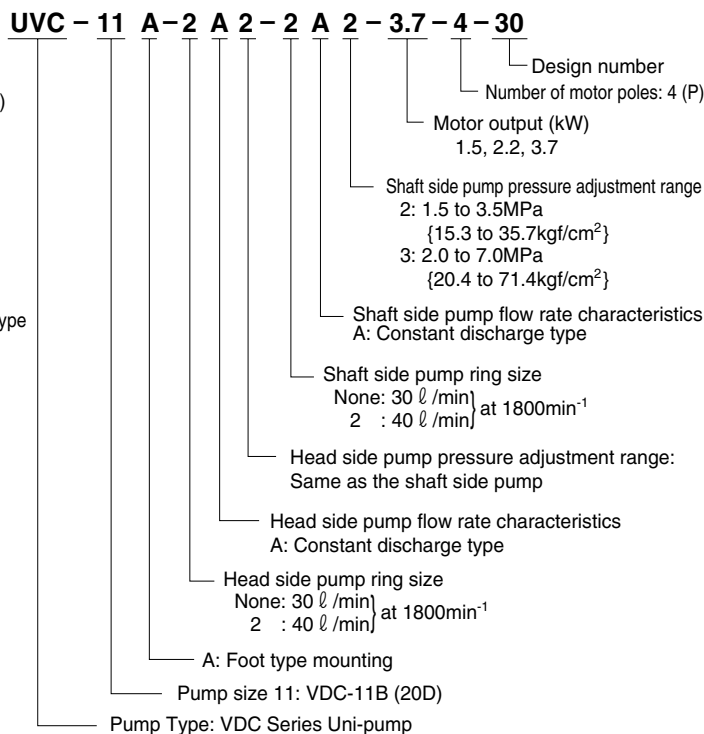 UVC – 11 A – 2 A 2 – 2 A 2 – 3.7 – 4 – 30
Design number
)
Number of motor poles: 4 (P)
Motor output (kW)
1.5, 2.2, 3.7
Shaft side pump pressure adjustment range
2: 1.5 to 3.5MPa
{15.3 to 35.7kgf/cm²}
3: 2.0 to 7.0MPa
{20.4 to 71.4kgf/cm²}
ype
Shaft side pump flow rate characteristics
A: Constant discharge type
Shaft side pump ring size
None: 30 ℓ /min
2 : 40 ℓ /min} at 1800min⁻¹
Head side pump pressure adjustment range:
Same as the shaft side pump
Head side pump flow rate characteristics
A: Constant discharge type
Head side pump ring size
None: 30 ℓ /min
2 : 40 ℓ /min} at 1800min⁻¹
A: Foot type mounting
Pump size 11: VDC-11B (20D)
Pump Type: VDC Series Uni-pump